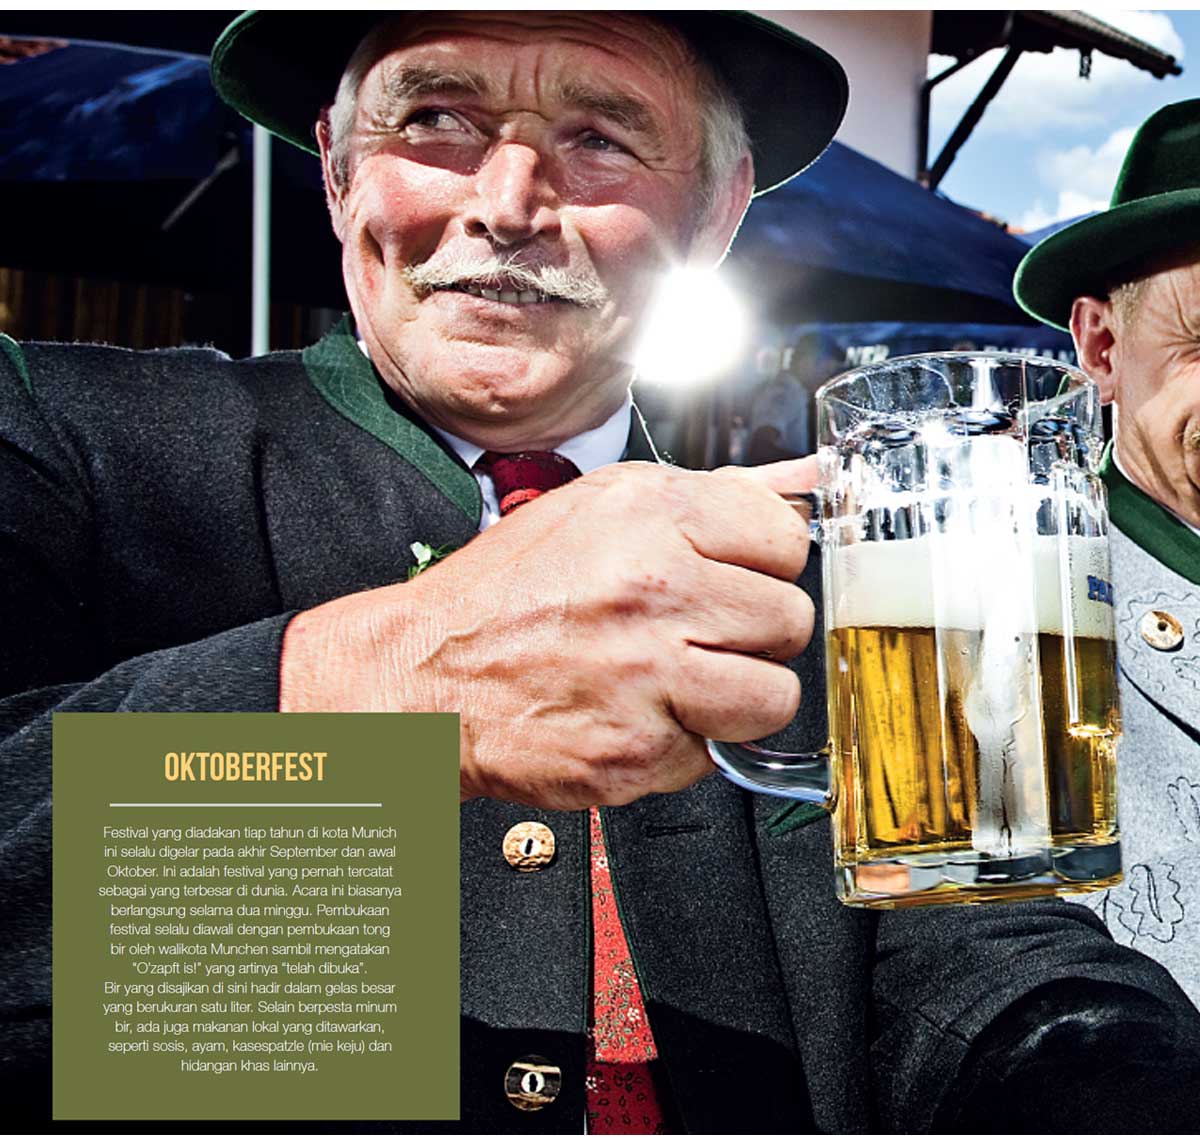 OKTOBERFEST
Festival yang diadakan tiap tahun di kota Munich
ini selalu digelar pada akhir September dan awal
Oktober. Ini adalah festival yang pernah tercatat
sebagai yang terbesar di dunia. Acara ini biasanya
berlangsung selama dua minggu. Pembukaan
festival selalu diawali dengan pembukaan tong
bir oleh walikota Munchen sambil mengatakan
“O’zapft is!” yang artinya “telah dibuka”.
Bir yang disajikan di sini hadir dalam gelas besar
yang berukuran satu liter. Selain berpesta minum
bir, ada juga makanan lokal yang ditawarkan,
seperti sosis, ayam, kasespatzle (mie keju) dan
hidangan khas lainnya.